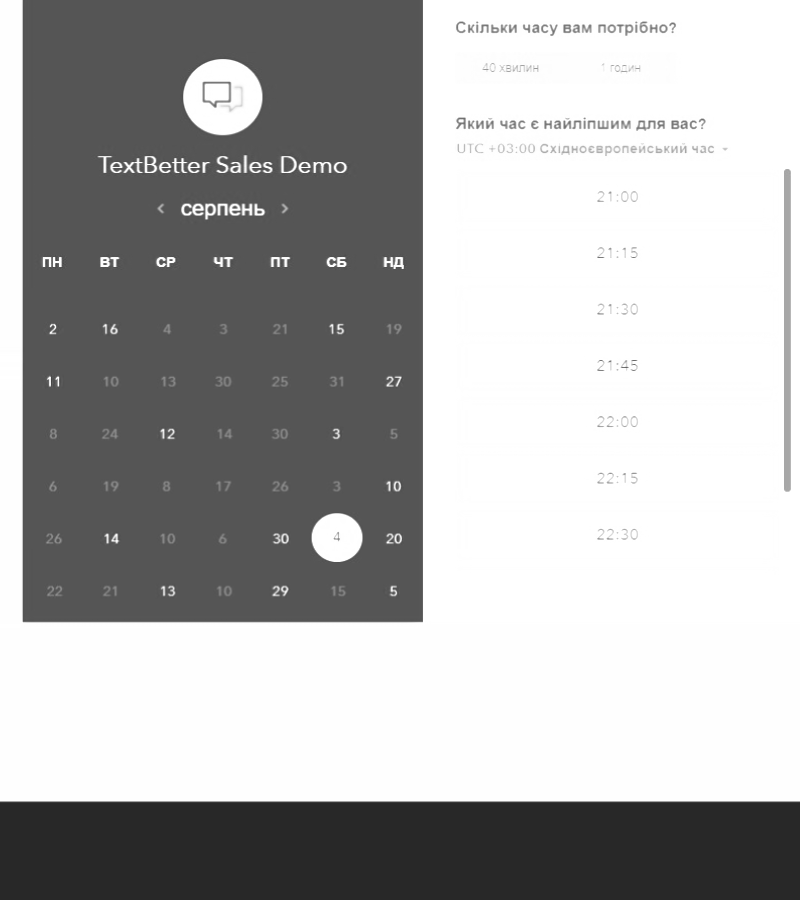 TextBetter Sales Demo
< серпень >
ПН ВТ СР ЧТ ПТ СБ НД
2 16 4 3 21 15 19
11 10 13 30 25 31 27
8 24 12 14 30 3 5
6 19 8 17 26 3 10
26 14 10 6 30 4 20
22 21 13 10 29 15 5
Скільки часу вам потрібно?
40 хвилин 1 годин
Який час є найліпшим для вас?
UTC +03:00 Східноєвропейський час
21:00
21:15
21:30
21:45
22:00
22:15
22:30